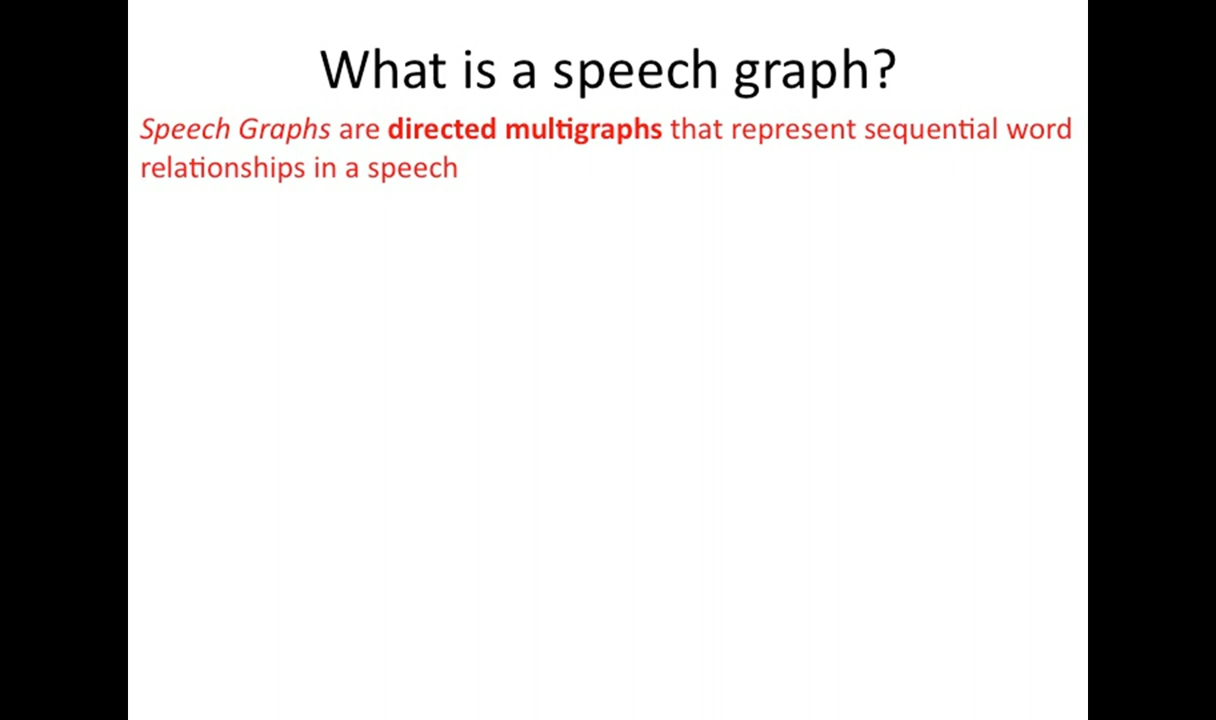 What is a speech graph?
Speech Graphs are directed multigraphs that represent sequential word
relationships in a speech